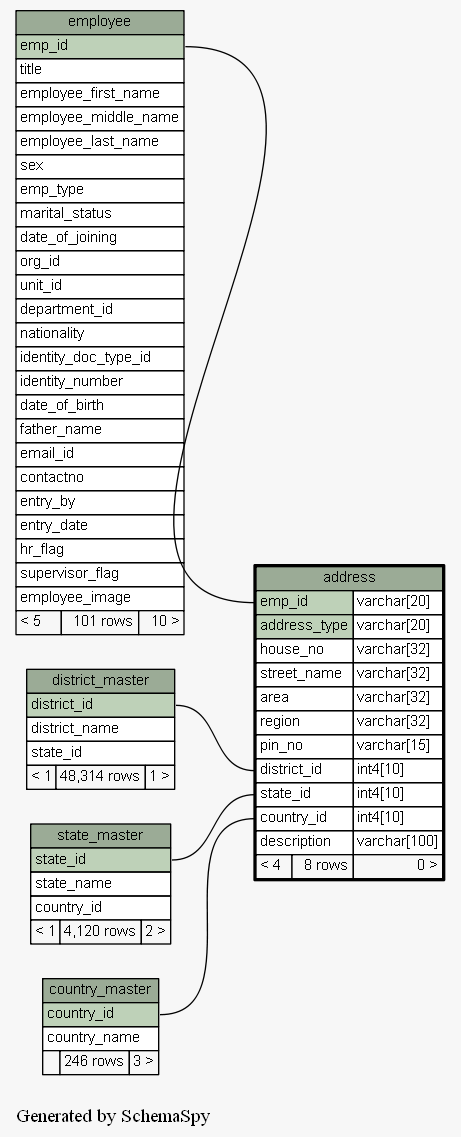 employee
emp_id
title
employee_first_name
employee_middle_name
employee_last_name
sex
emp_type
marital_status
date_of_joining
org_id
unit_id
department_id
nationality
identity_doc_type_id
identity_number
date_of_birth
father_name
email_id
contactno
entry_by
entry_date
hr_flag
supervisor_flag
employee_image
< 5 101 rows 10 >
address
emp_id varchar[20]
address_type varchar[20]
house_no varchar[32]
street_name varchar[32]
area varchar[32]
region varchar[32]
pin_no varchar[15]
district_id int4[10]
state_id int4[10]
country_id int4[10]
description varchar[100]
< 4 8 rows 0 >
district_master
district_id
district_name
state_id
< 1 48,314 rows 1 >
state_master
state_id
state_name
country_id
< 1 4,120 rows 2 >
country_master
country_id
country_name
246 rows 3 >
Generated by SchemaSpy